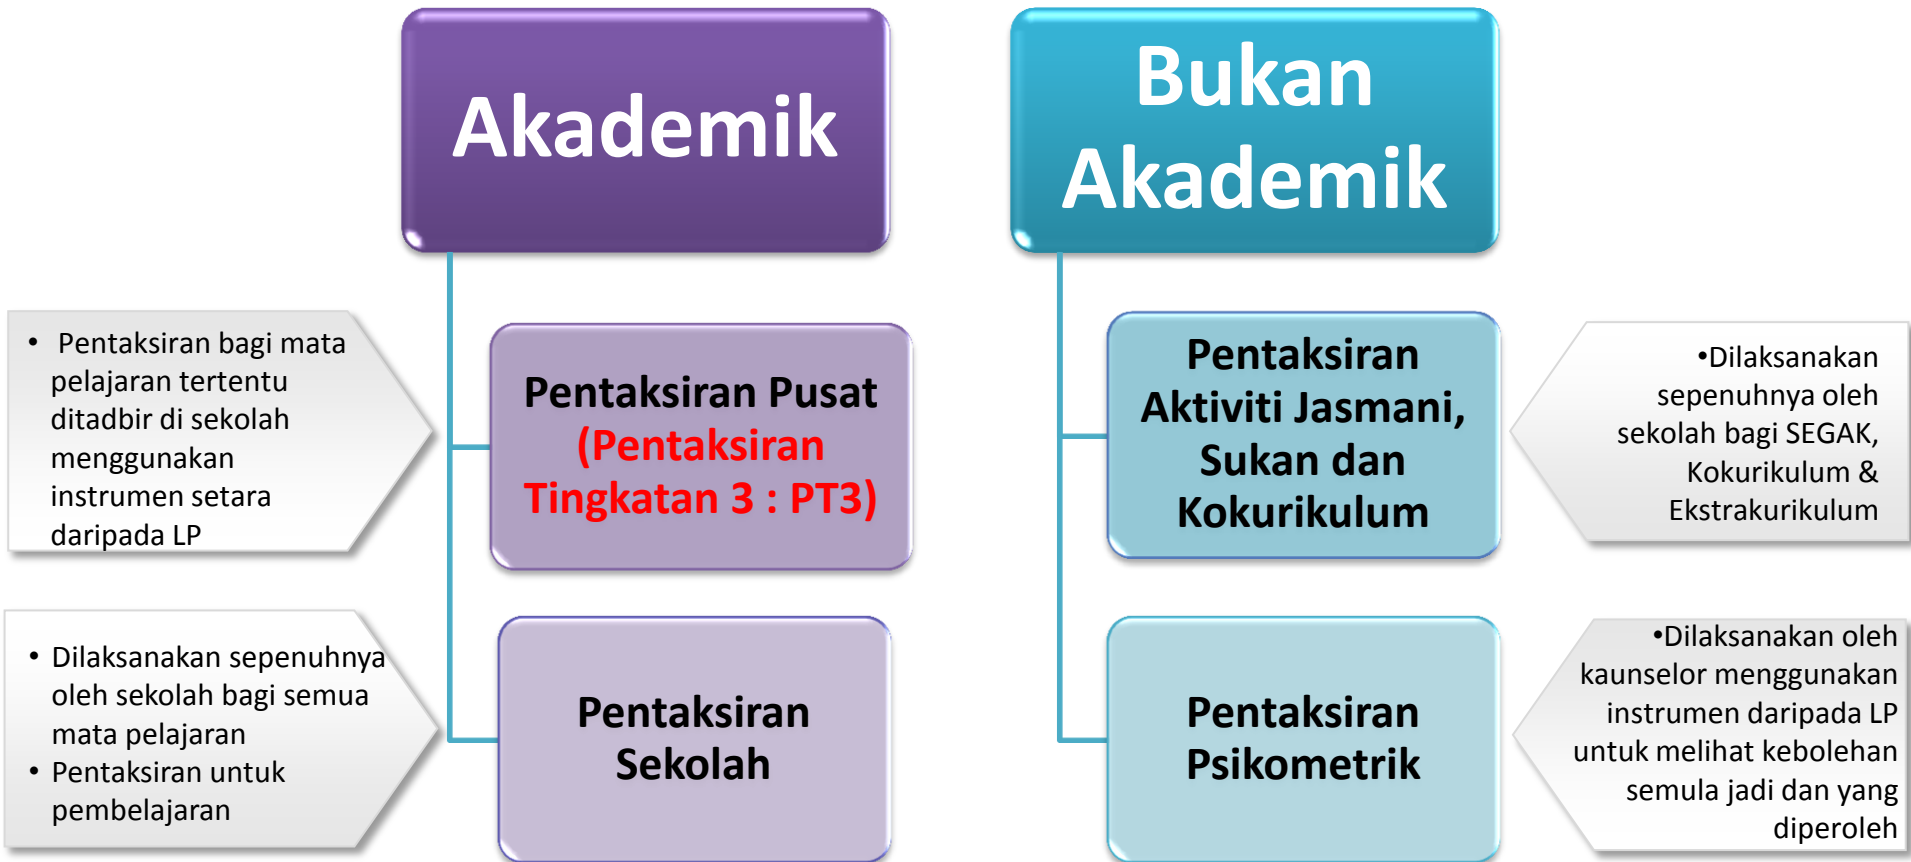 Akademik
• Pentaksiran bagi mata
pelajaran tertentu
ditadbir di sekolah
menggunakan
instrumen setara
daripada LP
Pentaksiran Pusat
(Pentaksiran
Tingkatan 3 : PT3)
• Dilaksanakan sepenuhnya
oleh sekolah bagi semua
mata pelajaran
• Pentaksiran untuk
pembelajaran
Pentaksiran
Sekolah
Bukan
Akademik
Pentaksiran
Aktiviti Jasmani,
Sukan dan
Kokurikulum
•Dilaksanakan
sepenuhnya oleh
sekolah bagi SEGAK,
Kokurikulum &
Ekstrakurikulum
Pentaksiran
Psikometrik
•Dilaksanakan oleh
kaunselor menggunakan
instrumen daripada LP
untuk melihat kebolehan
semula jadi dan yang
diperoleh